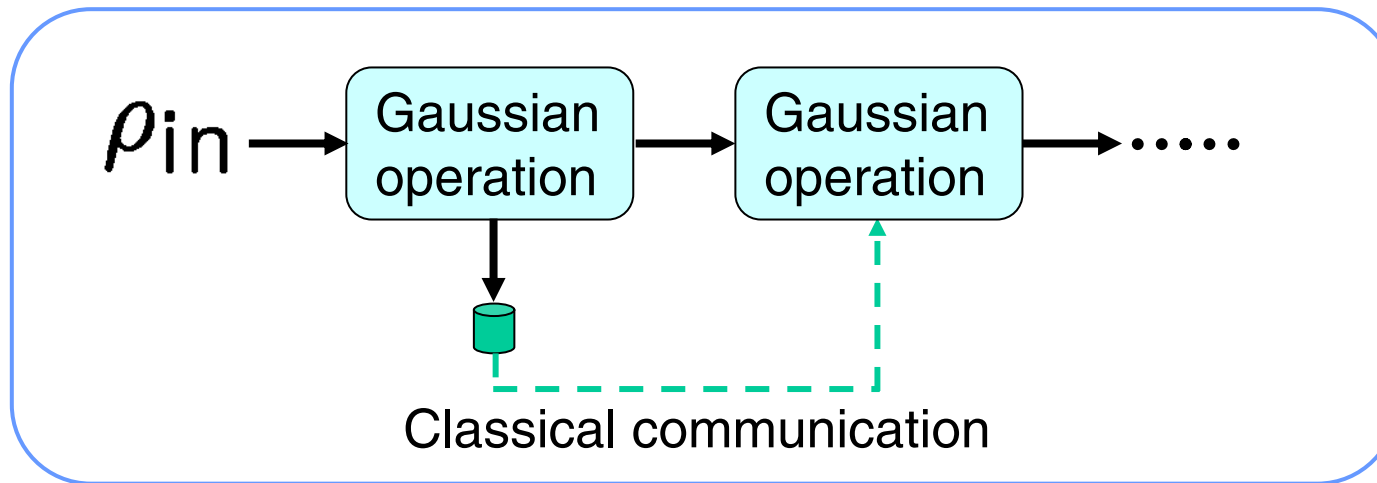 ρin
Gaussian
operation
Gaussian
operation
.....
Classical communication